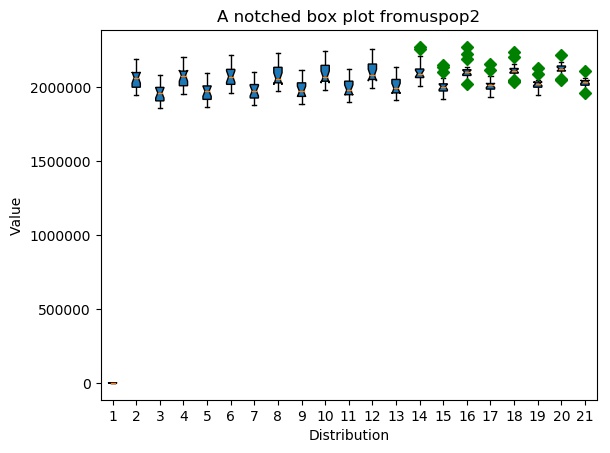 A notched box plot fromuspop2
2000000
1500000
1000000
500000
0
Value
1 2 3 4 5 6 7 8 9 10 11 12 13 14 15 16 17 18 19 20 21
Distribution